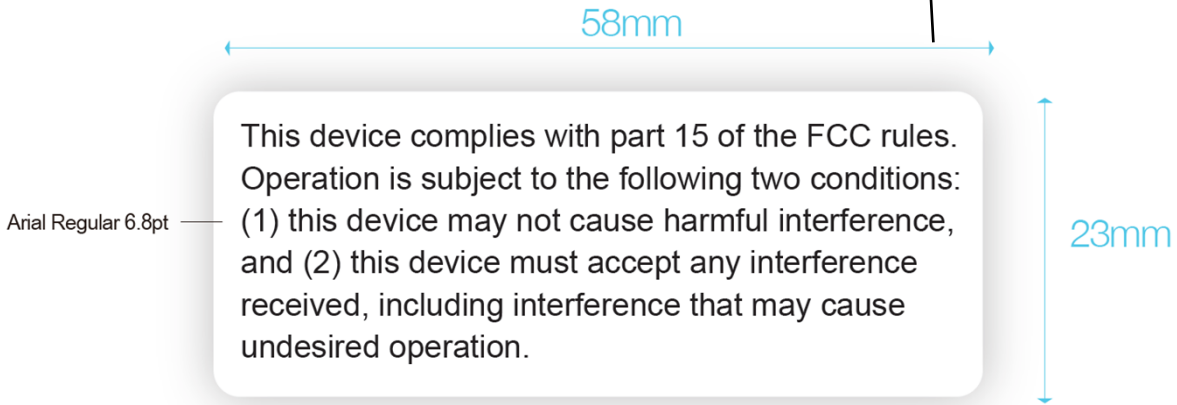 58mm
This device complies with part 15 of the FCC rules.
Operation is subject to the following two conditions:
(1) this device may not cause harmful interference,
and (2) this device must accept any interference
received, including interference that may cause
undesired operation.
Arial Regular 6.8pt
23mm